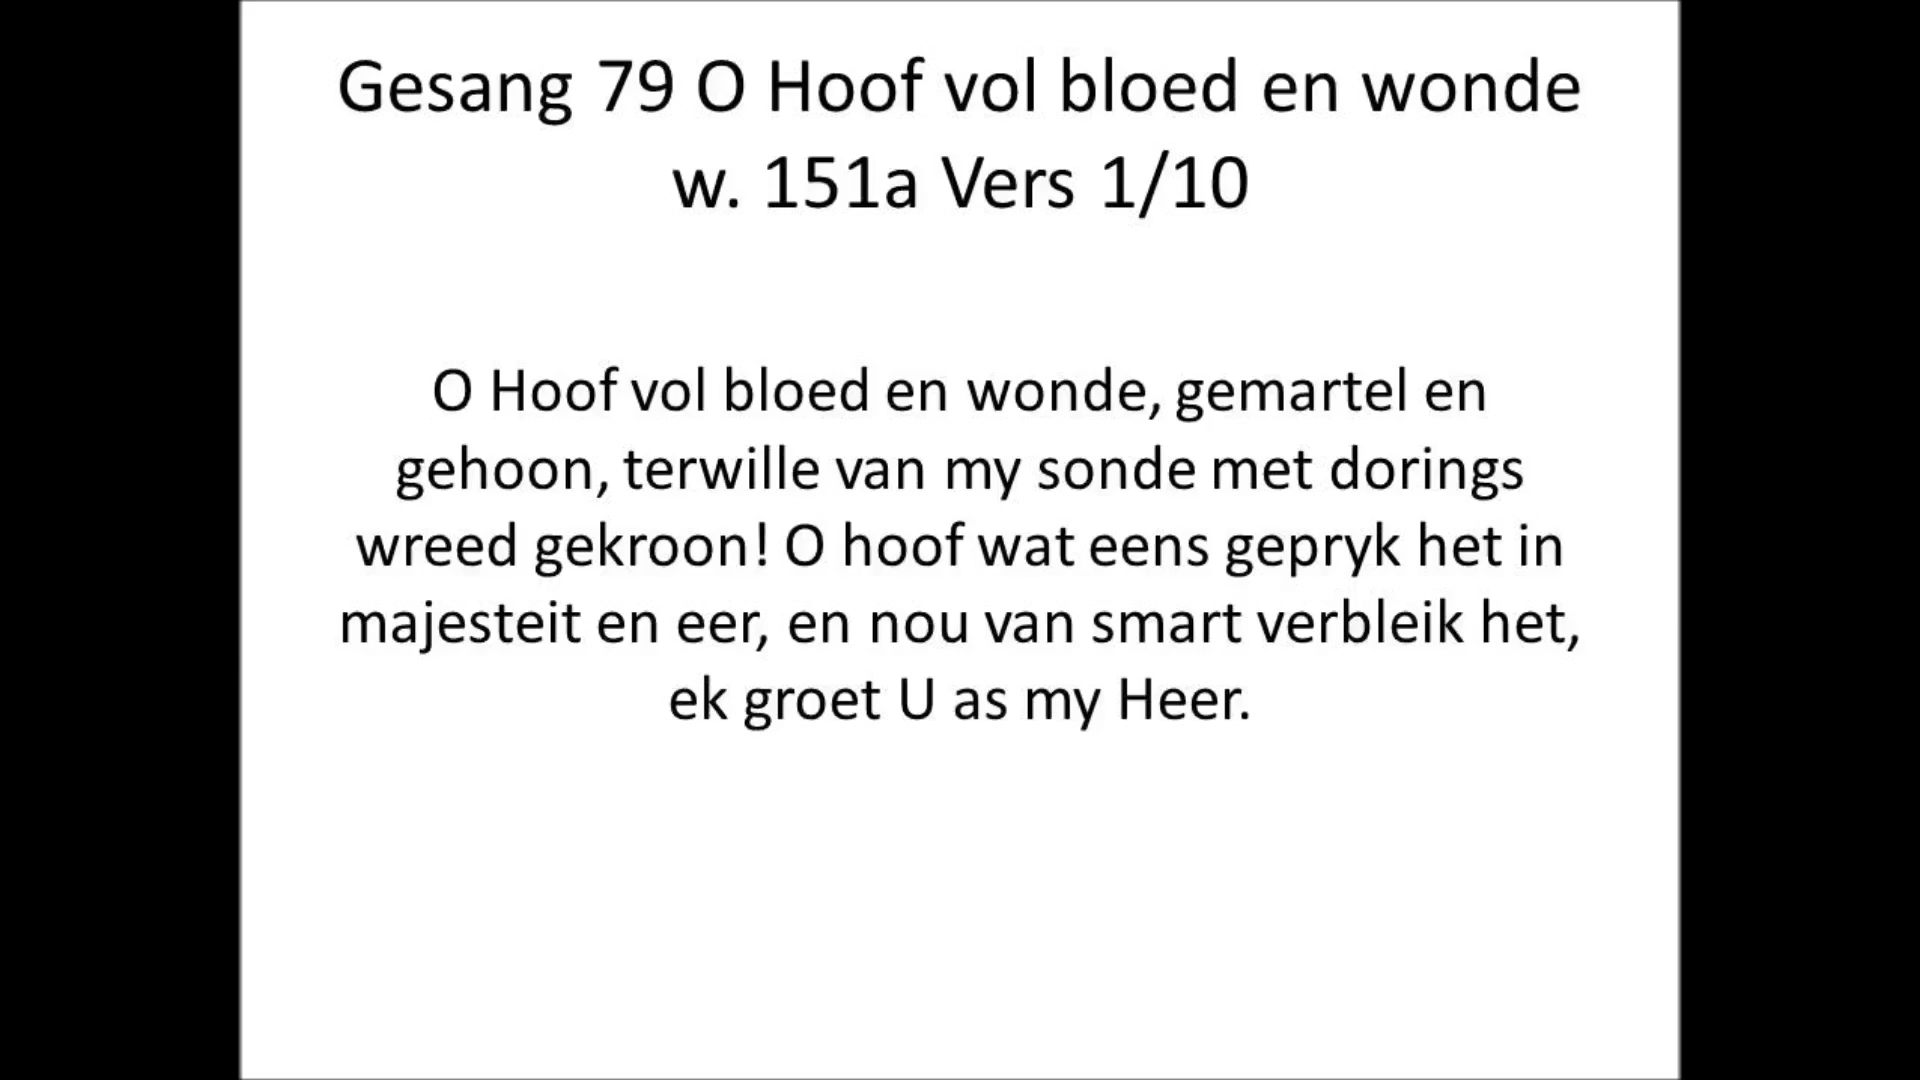 Gesang 79 O Hoof vol bloed en wonde
w. 151a Vers 1/10
O Hoof vol bloed en wonde, gemartel en
gehoon, terwille van my sonde met dorings
wreed gekroon! O hoof wat eens gepryk het in
majesteit en eer, en nou van smart verbleik het,
ek groet U as my Heer.